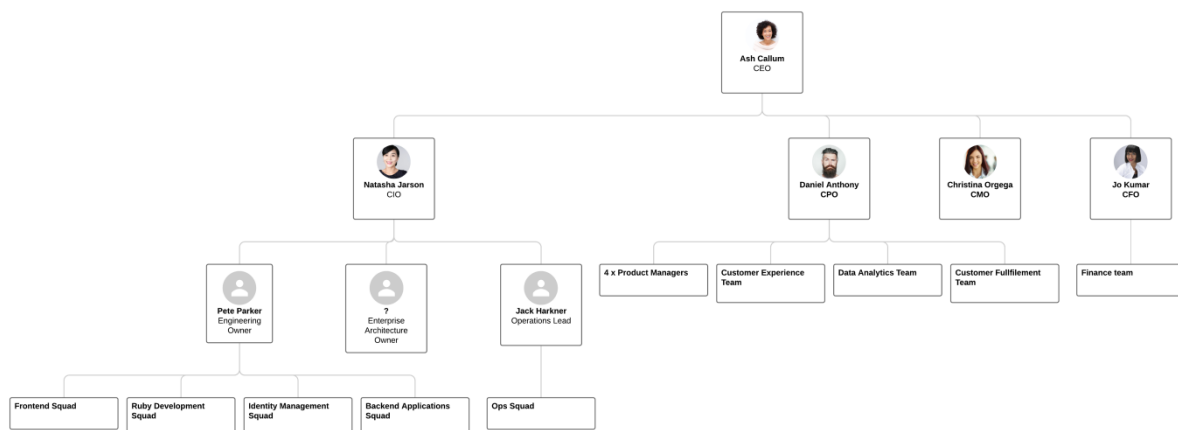 Ash Callum
CEO
Natasha Jarson
CIO
Daniel Anthony
CPO
Christina Orgega
CMO
Jo Kumar
CFO
Pete Parker
Engineering
Owner
?
Enterprise
Architecture
Owner
Jack Harkner
Operations Lead
4 x Product Managers
Customer Experience
Team
Data Analytics Team
Customer Fullfilement
Team
Finance team
Frontend Squad
Ruby Development
Squad
Identity Management
Squad
Backend Applications
Squad
Ops Squad